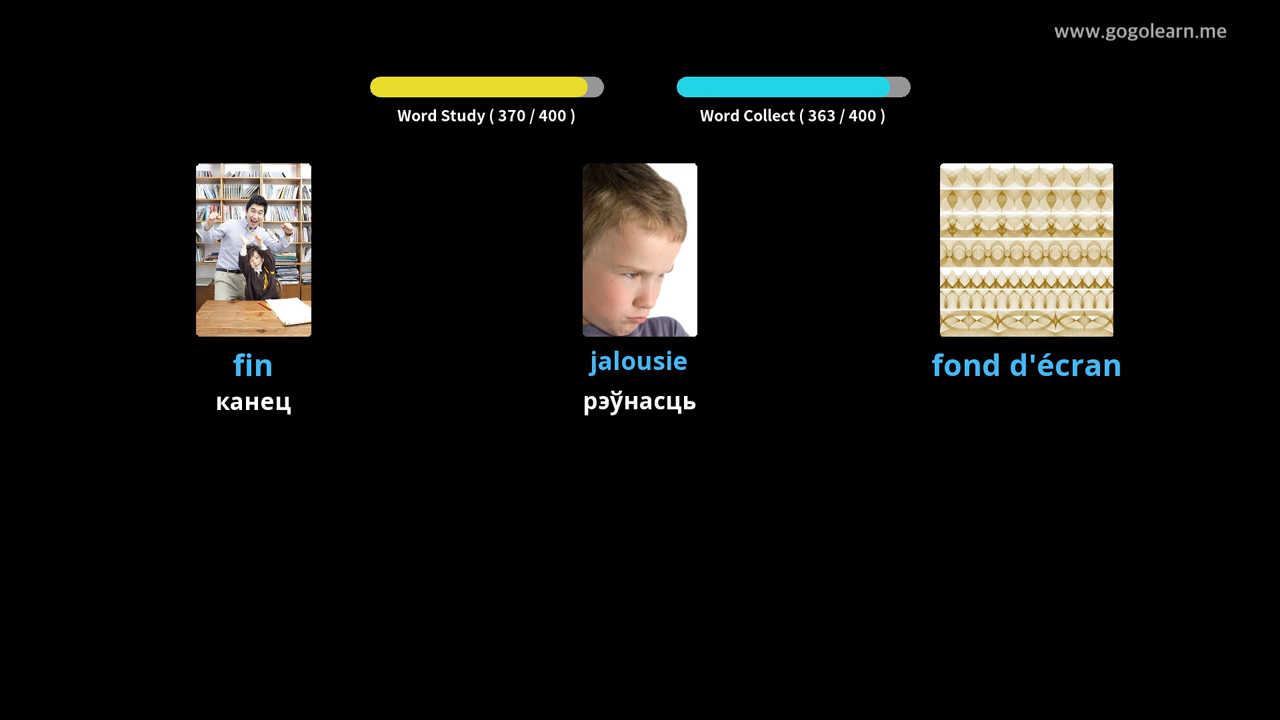 www.gogolearn.me
Word Study ( 370 / 400 )
Word Collect ( 363 / 400 )
fin
канец
jalousie
рэўнасць
fond d'écran